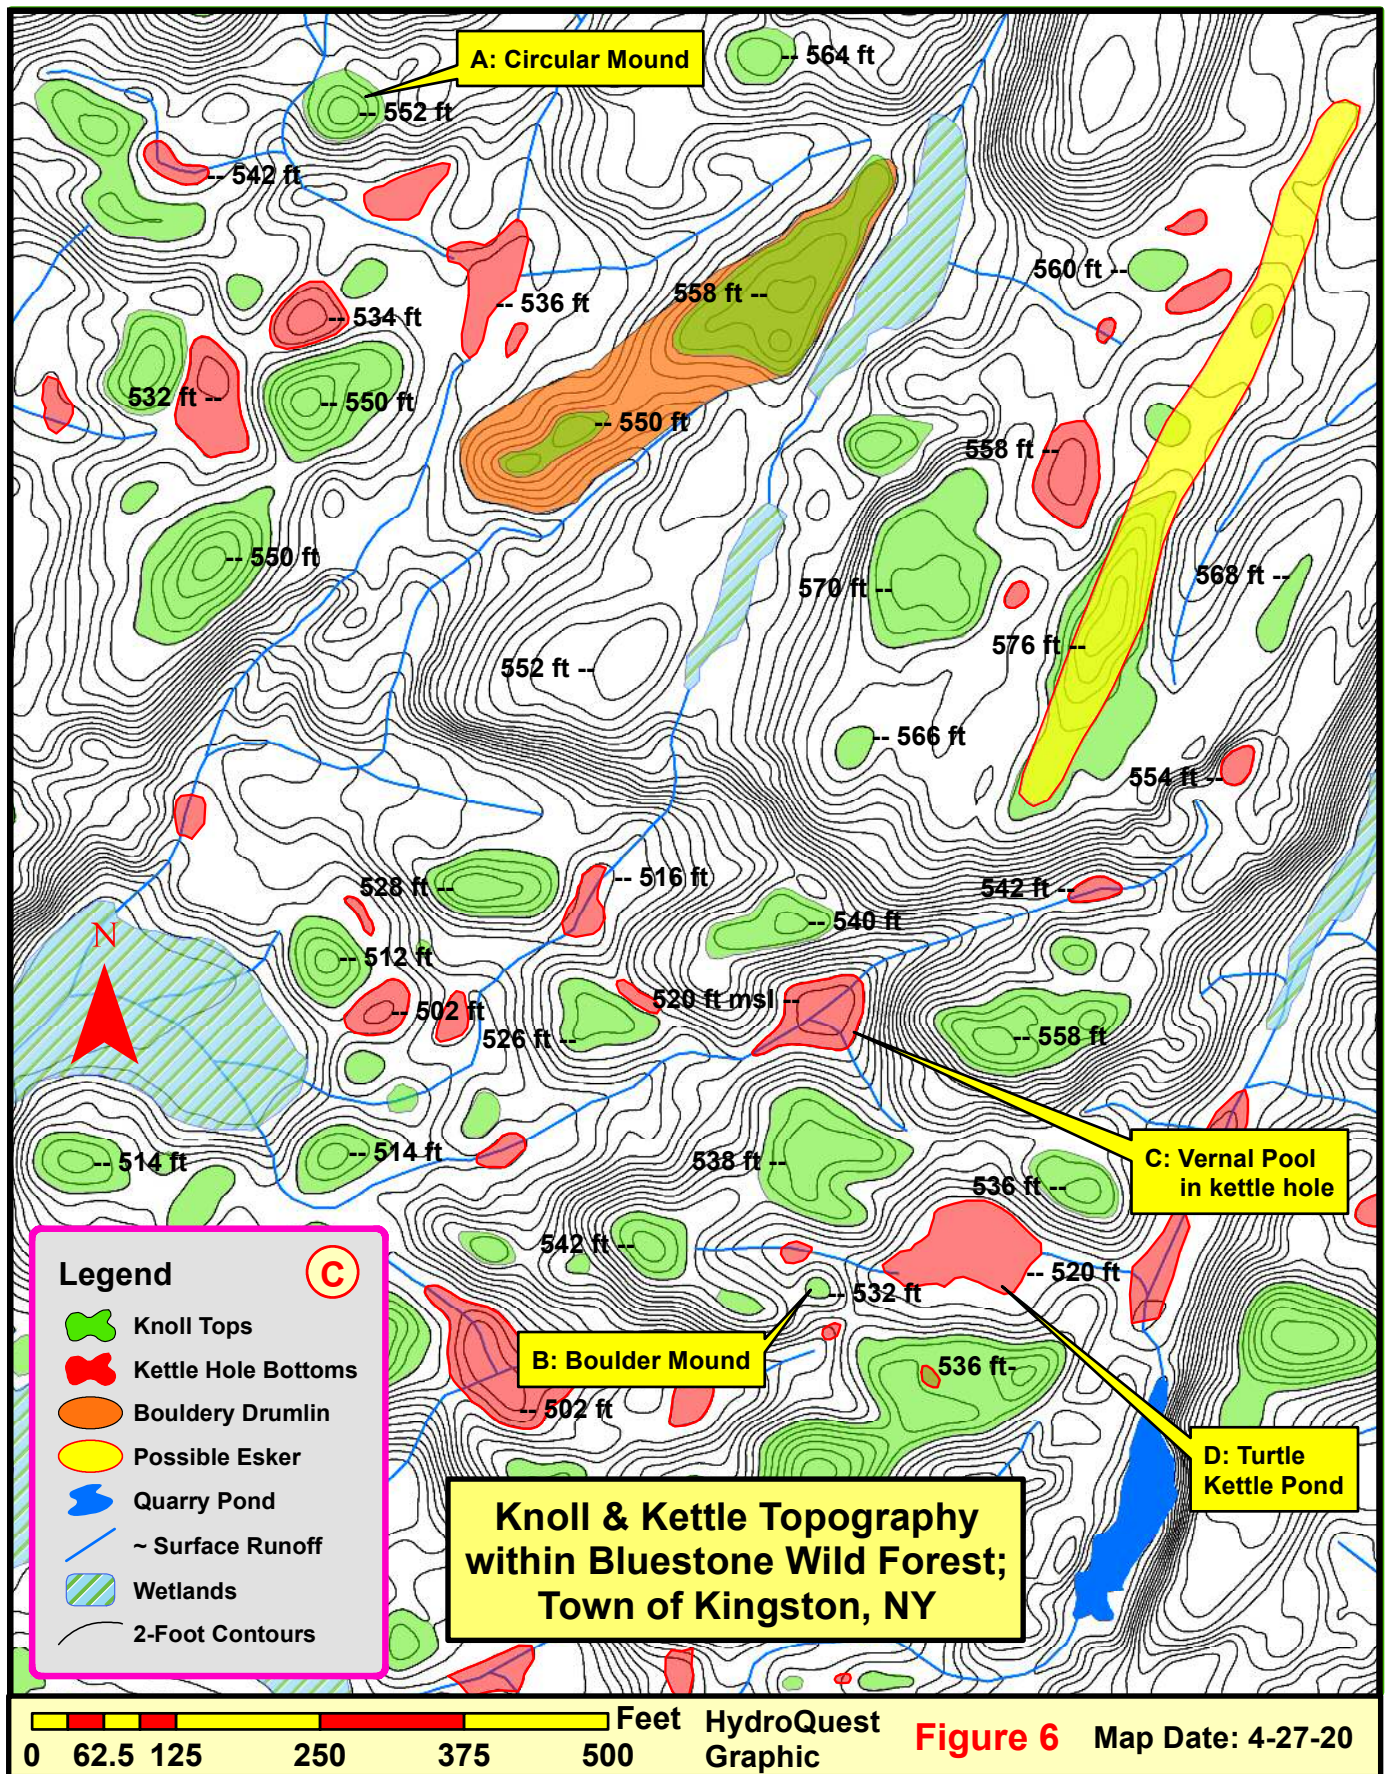 A: Circular Mound
-- 564 ft
-- 552 ft
-- 542 ft
560 ft --
558 ft --
-- 536 ft
-- 534 ft
532 ft --
-- 550 ft
-- 550 ft
558 ft --
-- 550 ft
568 ft --
570 ft --
576 ft --
552 ft --
-- 566 ft
554 ft --
528 ft --
-- 516 ft
542 ft --
-- 540 ft
N
-- 512 ft
520 ft msl --
-- 502 ft
526 ft --
-- 558 ft
-- 514 ft
-- 514 ft
538 ft --
C: Vernal Pool
in kettle hole
536 ft --
542 ft --
-- 520 ft
-- 532 ft
B: Boulder Mound
536 ft-
-- 502 ft
D: Turtle
Kettle Pond
Legend
C
Knoll Tops
Kettle Hole Bottoms
Bouldery Drumlin
Possible Esker
Quarry Pond
~ Surface Runoff
Wetlands
2-Foot Contours
Knoll & Kettle Topography
within Bluestone Wild Forest;
Town of Kingston, NY
Feet
0 62.5 125 250 375 500
HydroQuest
Graphic
Figure 6
Map Date: 4-27-20